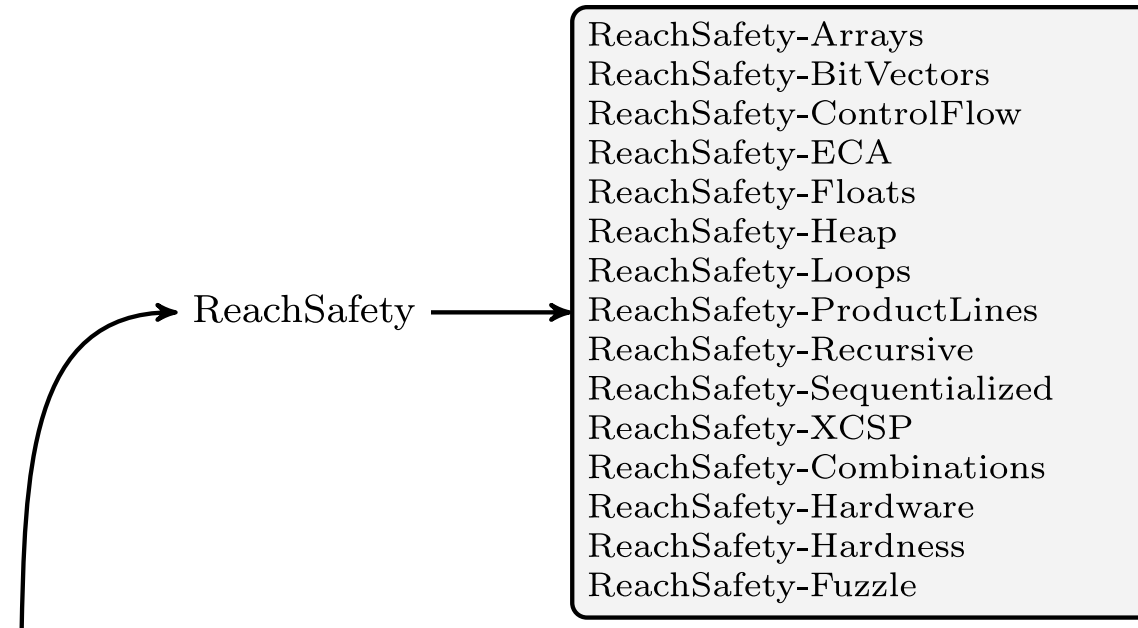 ReachSafety
ReachSafety-Arrays
ReachSafety-BitVectors
ReachSafety-ControlFlow
ReachSafety-ECA
ReachSafety-Floats
ReachSafety-Heap
ReachSafety-Loops
ReachSafety-ProductLines
ReachSafety-Recursive
ReachSafety-Sequentialized
ReachSafety-XCSP
ReachSafety-Combinations
ReachSafety-Hardware
ReachSafety-Hardness
ReachSafety-Fuzzle